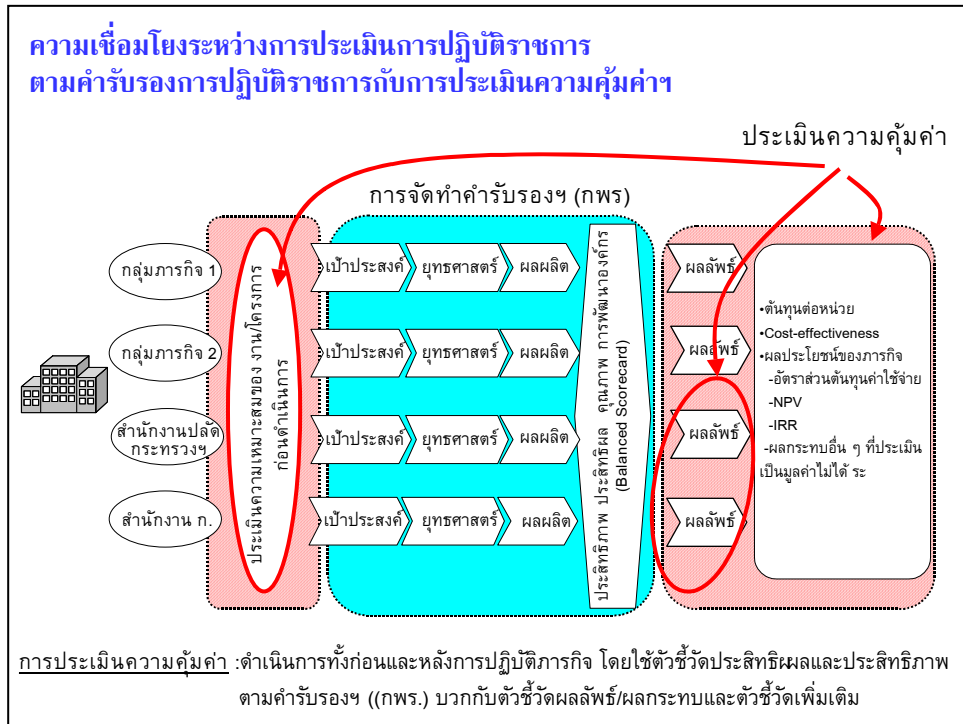 ความเชื่อมโยงระหว่างการประเมินการปฏิบัติราชการ
ตามคำรับรองการปฏิบัติราชการกับการประเมินความคุ้มค่าฯ
ประเมินความคุ้มค่า
การจัดทำคำรับรองฯ (กพร)
กลุ่มภารกิจ 1
กลุ่มภารกิจ 2
สำนักงานปลัด
กระทรวงฯ
สำนักงาน ก.
ประเมินความเหมาะสมของ งาน/โครงการ
ก่อนดำเนินการ
เป้าประสงค์ ยุทธศาสตร์ ผลผลิต
เป้าประสงค์ ยุทธศาสตร์ ผลผลิต
เป้าประสงค์ ยุทธศาสตร์ ผลผลิต
เป้าประสงค์ ยุทธศาสตร์ ผลผลิต
ประสิทธิภาพ ประสิทธิผล คุณภาพ การพัฒนาองค์กร
(Balanced Scorecard)
ผลลัพธ์
ผลลัพธ์
ผลลัพธ์
ผลลัพธ์
•ต้นทุนต่อหน่วย
•Cost-effectiveness
•ผลประโยชน์ของภารกิจ
-อัตราส่วนต้นทุนค่าใช้จ่าย
-NPV
-IRR
-ผลกระทบอื่น ๆ ที่ประเมิน
เป็นมูลค่าไม่ได้ ระ
การประเมินความคุ้มค่า :ดำเนินการทั้งก่อนและหลังการปฏิบัติภารกิจ โดยใช้ตัวชี้วัดประสิทธิผผลและประสิทธิภาพ
ตามคำรับรองฯ ((กพร.) บวกกับตัวชี้วัดผลลัพธ์/ผลกระทบและตัวชี้วัดเพิ่มเติม